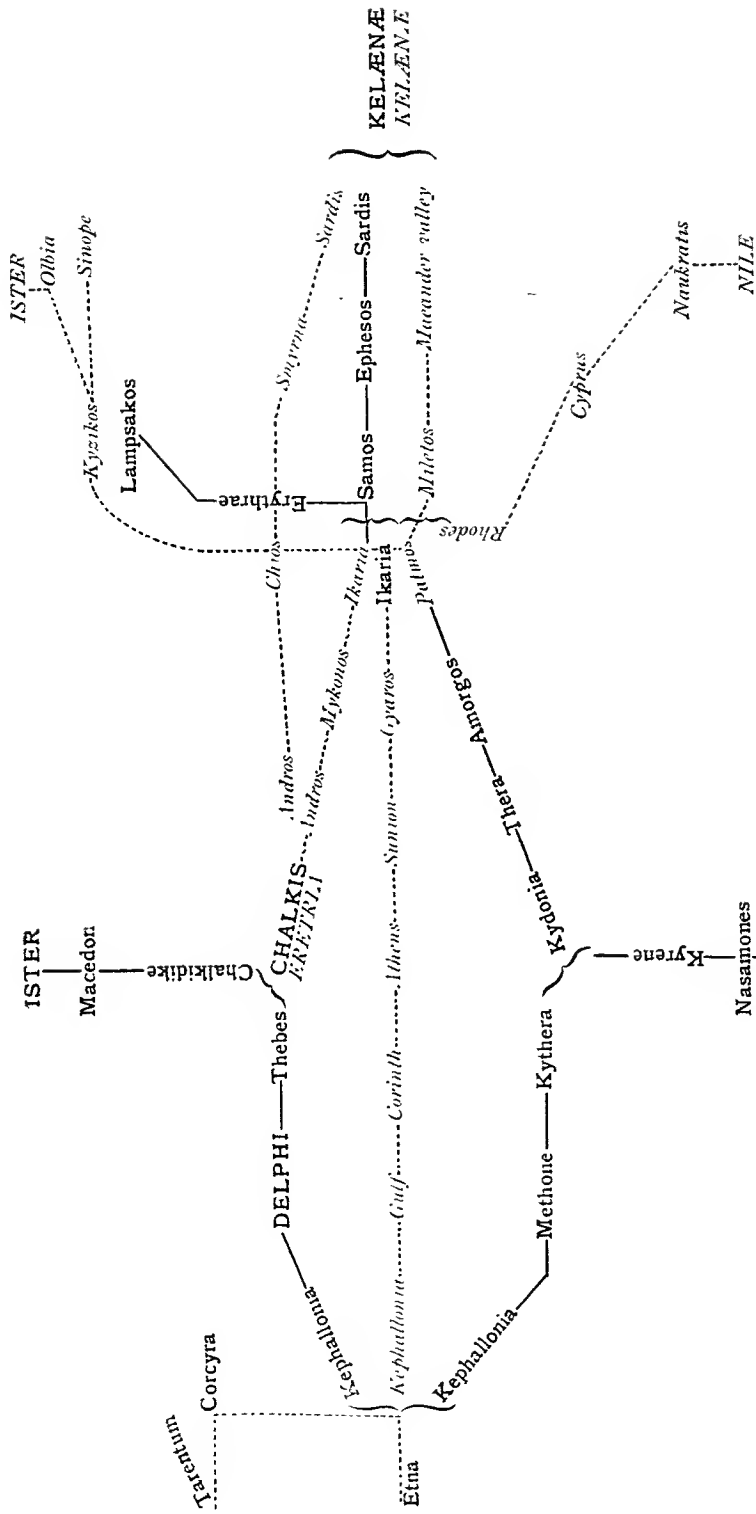 ISTER
Olbia
Sinope
Kyzikos
Lampsakos
ISTER
Macedon
Chalkidike
Tarentum
Corcyra
Kephallonia
DELPHI
Thebes
CHALKIS
Andros
Andros
Mykonos
Ikaria
Chios
Erythrae
Smyrna
Sardis
Samos
Ephesos
Sardis
KELÆNÆ
KELÆNÆ
Etna
Kephallonia
Gulf
Corinth
Athens
Sunion
Gyaros
Ikaria
Patmos
Miletos
Maeander valley
Kephallonia
Methone
Kythera
Kydonia
Thera
Amorgos
Rhodes
Cyprus
Naukratis
NILE
Kyrene
Nasamones